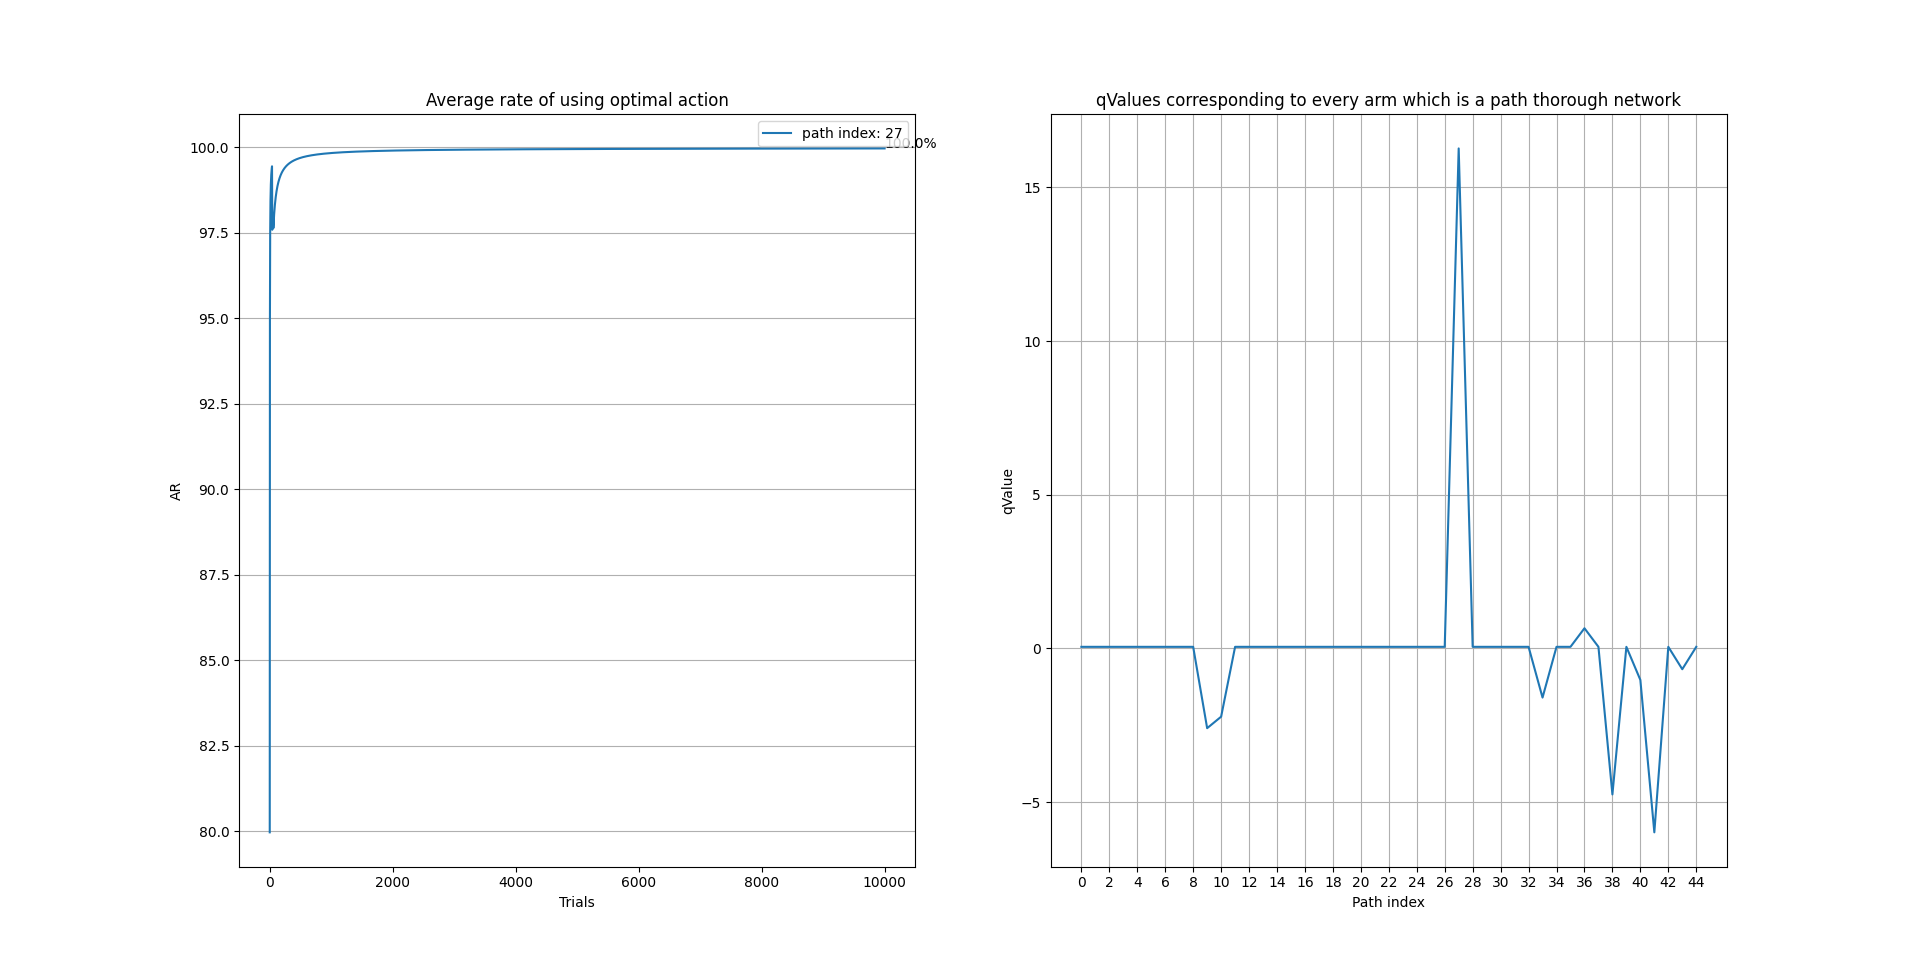 Average rate of using optimal action
path index: 27
100.0%
100.0
97.5
95.0
92.5
90.0
87.5
85.0
82.5
80.0
AR
0 2000 4000 6000 8000 10000
Trials
qValues corresponding to every arm which is a path thorough network
15
10
5
0
−5
qValue
0 2 4 6 8 10 12 14 16 18 20 22 24 26 28 30 32 34 36 38 40 42 44
Path index